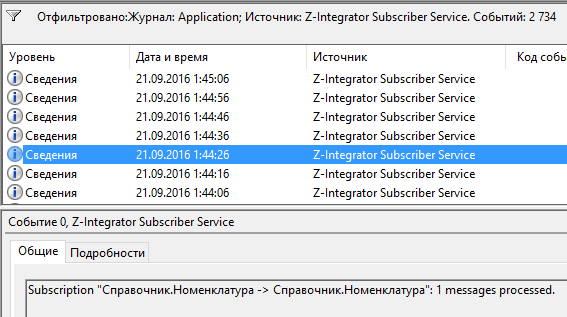 Отфильтровано:Журнал: Application; Источник: Z-Integrator Subscriber Service. Событий: 2 734
Уровень Дата и время Источник Код собы
Сведения 21.09.2016 1:45:06 Z-Integrator Subscriber Service
Сведения 21.09.2016 1:44:56 Z-Integrator Subscriber Service
Сведения 21.09.2016 1:44:46 Z-Integrator Subscriber Service
Сведения 21.09.2016 1:44:36 Z-Integrator Subscriber Service
Сведения 21.09.2016 1:44:26 Z-Integrator Subscriber Service
Сведения 21.09.2016 1:44:16 Z-Integrator Subscriber Service
Сведения 21.09.2016 1:44:06 Z-Integrator Subscriber Service
Событие 0, Z-Integrator Subscriber Service
Общие Подробности
Subscription "Справочник.Номенклатура -> Справочник.Номенклатура": 1 messages processed.